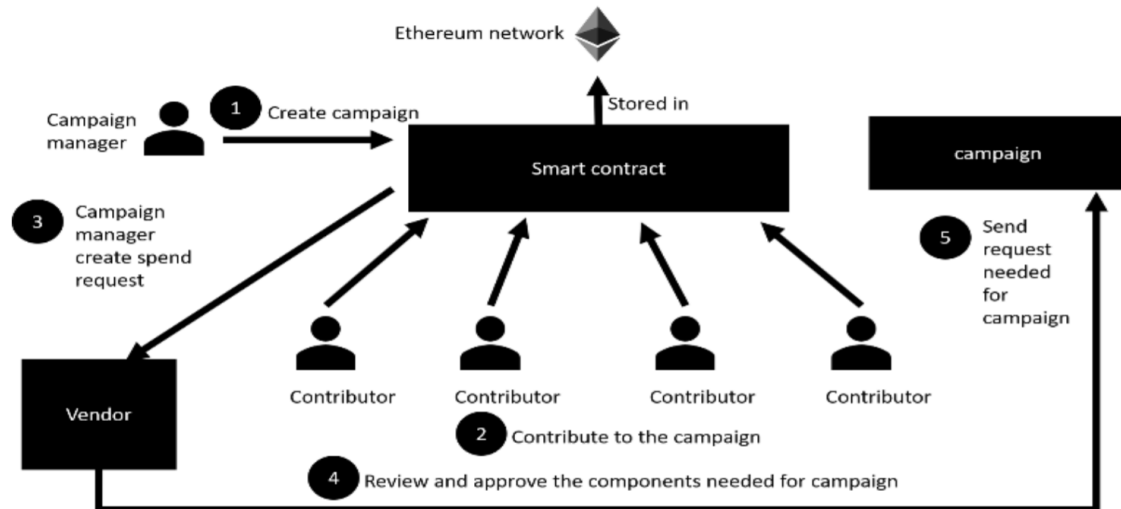 Ethereum network
Stored in
1
Create campaign
Campaign
manager
Smart contract
campaign
3
Campaign
manager
create spend
request
5
Send
request
needed
for
campaign
Vendor
Contributor
Contributor
Contributor
Contributor
2
Contribute to the campaign
4
Review and approve the components needed for campaign